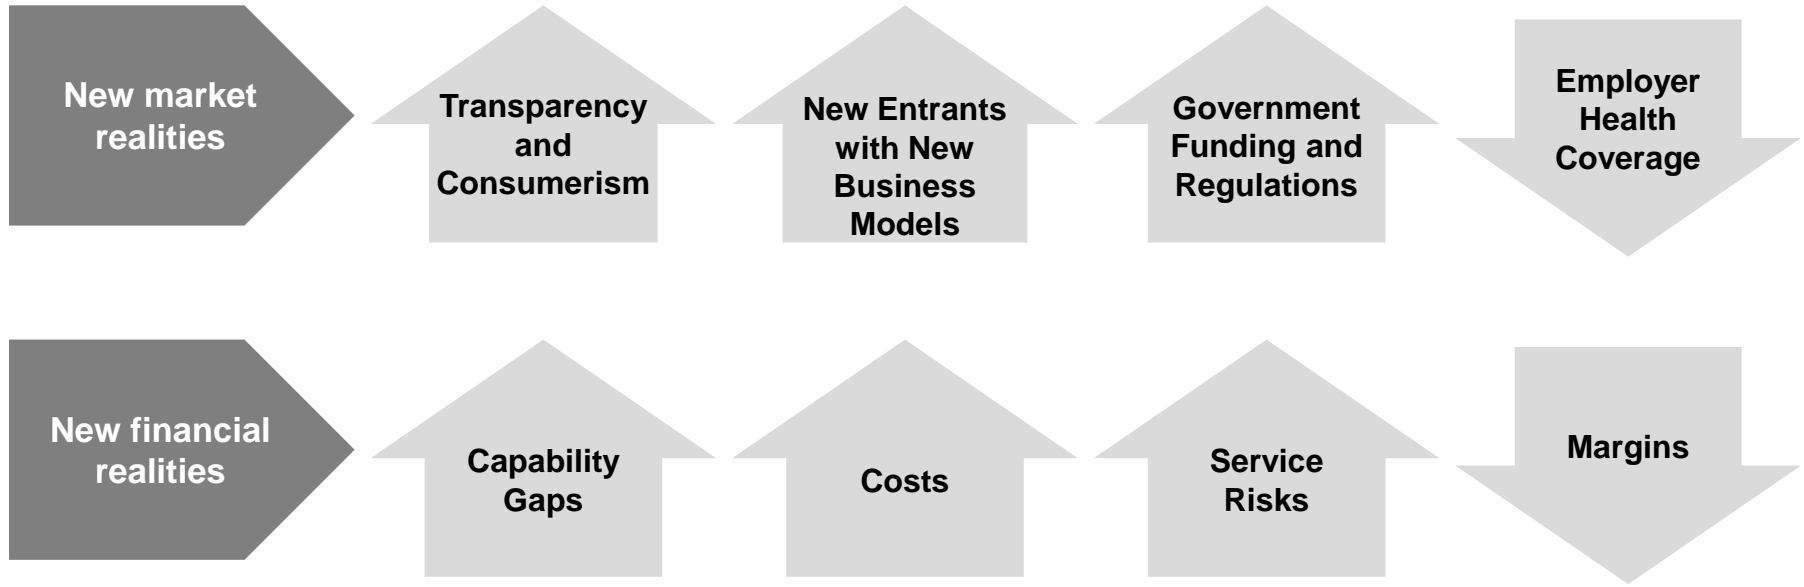 New market
realities
Transparency
and
Consumerism
New Entrants
with New
Business
Models
Government
Funding and
Regulations
Employer
Health
Coverage
New financial
realities
Capability
Gaps
Costs
Service
Risks
Margins